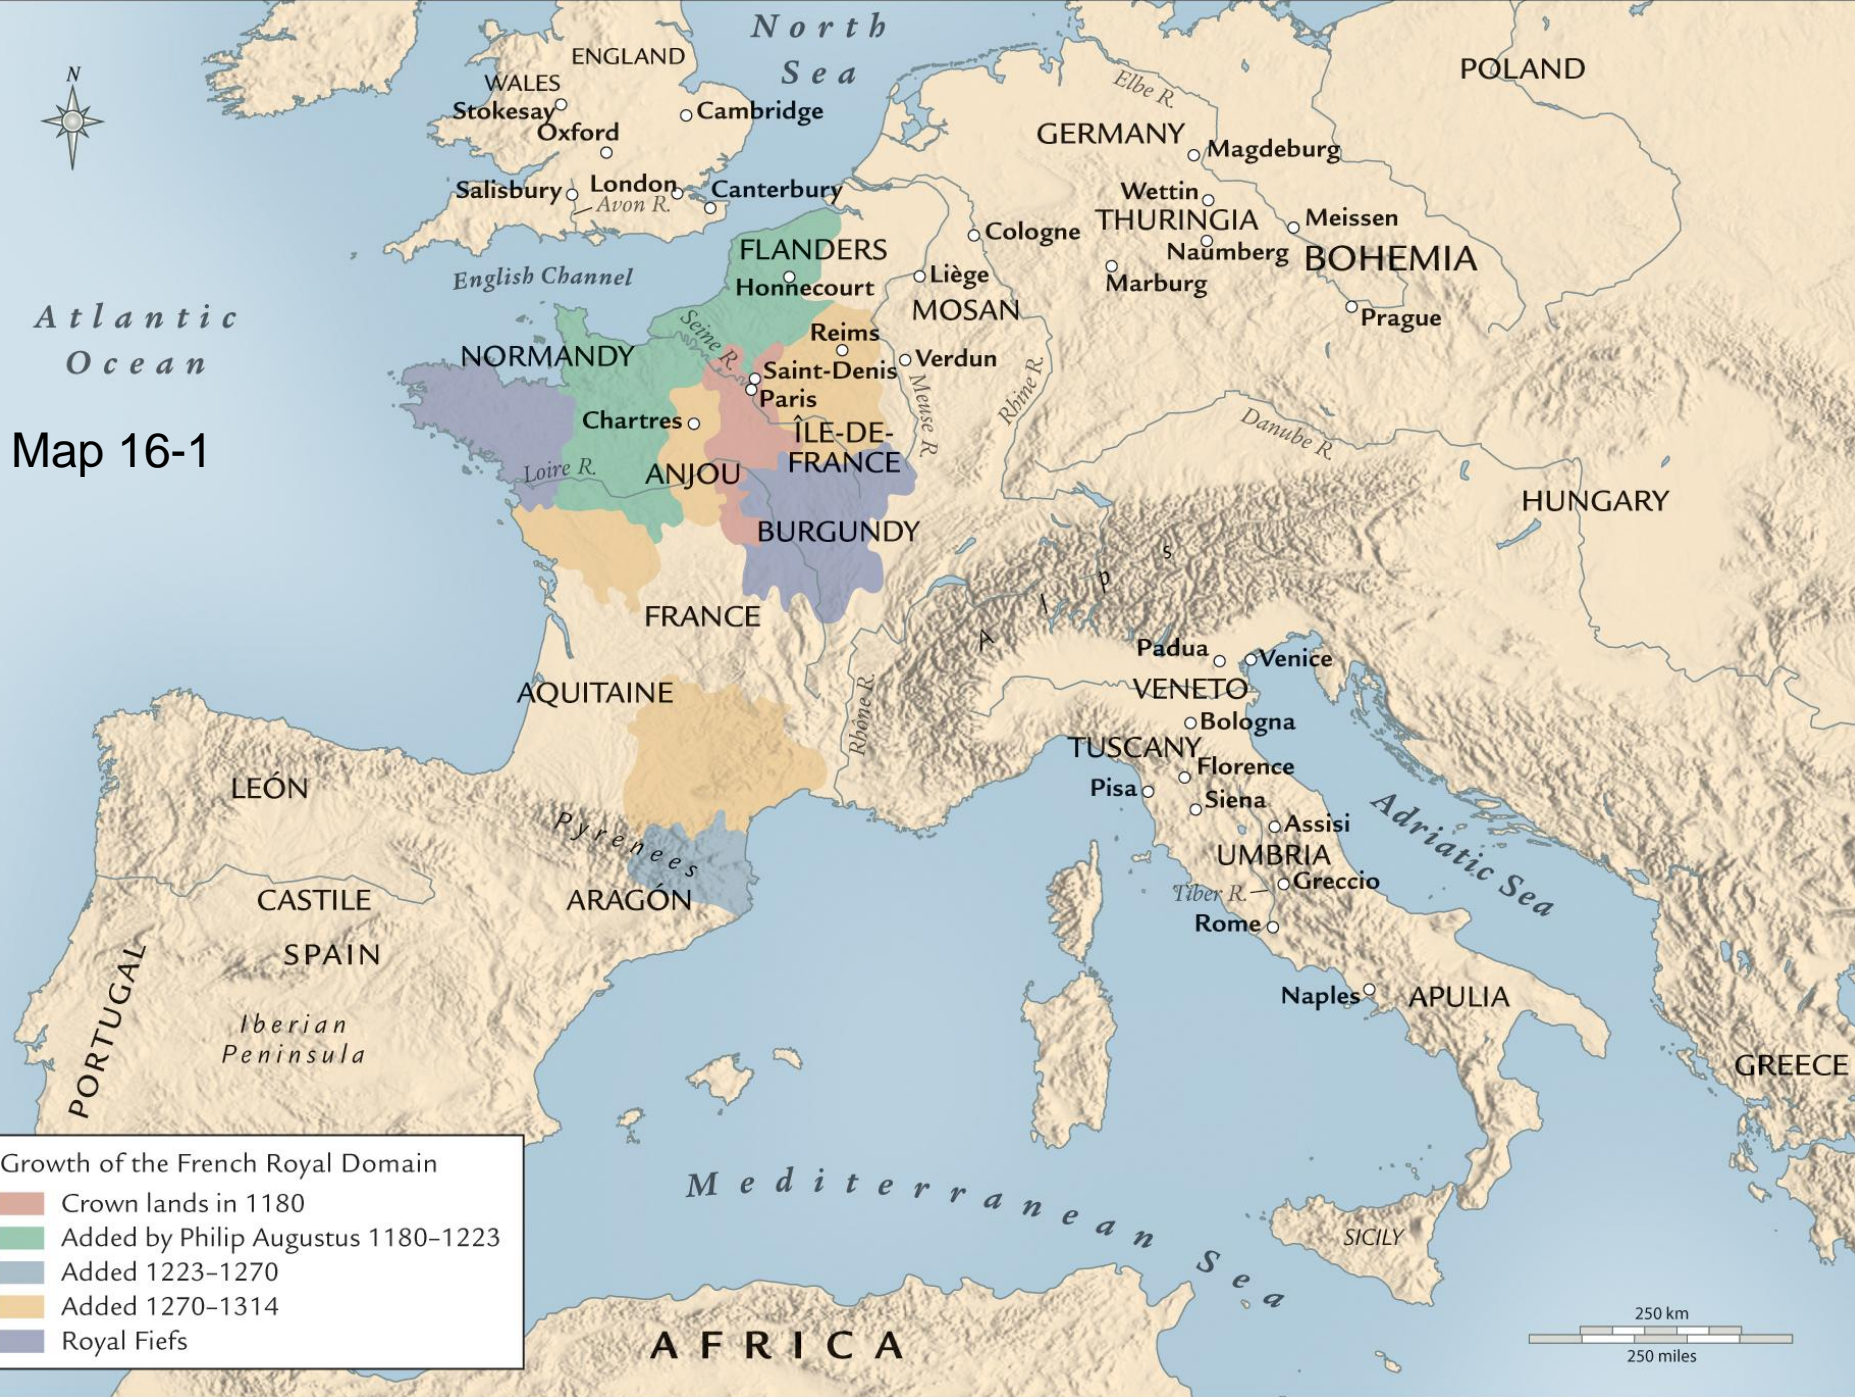 North
Sea
N
ENGLAND
WALES
Stokesay
Cambridge
Oxford
London
Salisbury
Canterbury
Avon R.
English Channel
Atlantic
Ocean
Map 16-1
POLAND
Elbe R.
GERMANY
Magdeburg
Wettin
THURINGIA
Meissen
Naumberg
BOHEMIA
Cologne
Marburg
Prague
FLANDERS
Honnecourt
Liège
MOSAN
Seine R.
Reims
NORMANDY
Saint-Denis
Verdun
Paris
Meuse R.
Rhine R.
Chartres
ÎLE-DE-
FRANCE
Danube R.
Loire R.
ANJOU
HUNGARY
BURGUNDY
Alps
FRANCE
Padua
Venice
VENETO
AQUITAINE
Rhône R.
Bologna
TUSCANY
Florence
Pisa
Siena
LEÓN
Pyrenees
Assisi
Adriatic Sea
UMBRIA
CASTILE
ARAGÓN
Tiber R.
Greccio
Rome
SPAIN
PORTUGAL
Naples
APULIA
Iberian
Peninsula
GREECE
Mediterranean Sea
SICILY
AFRICA
Growth of the French Royal Domain
Crown lands in 1180
Added by Philip Augustus 1180–1223
Added 1223–1270
Added 1270–1314
Royal Fiefs
250 km
250 miles